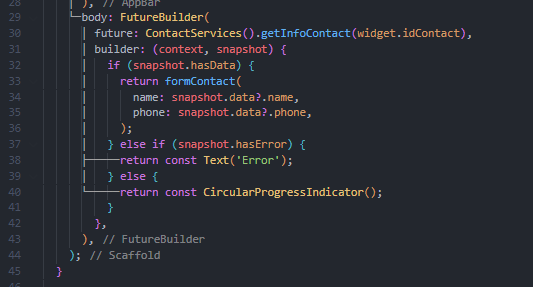 28 ), // AppBar
29 body: FutureBuilder(
30 future: ContactServices().getInfoContact(widget.idContact),
31 builder: (context, snapshot) {
32 if (snapshot.hasData) {
33 return formContact(
34 name: snapshot.data?.name,
35 phone: snapshot.data?.phone,
36 );
37 } else if (snapshot.hasError) {
38 return const Text('Error');
39 } else {
40 return const CircularProgressIndicator();
41 }
42 },
43 ), // FutureBuilder
44 ); // Scaffold
45 }
46